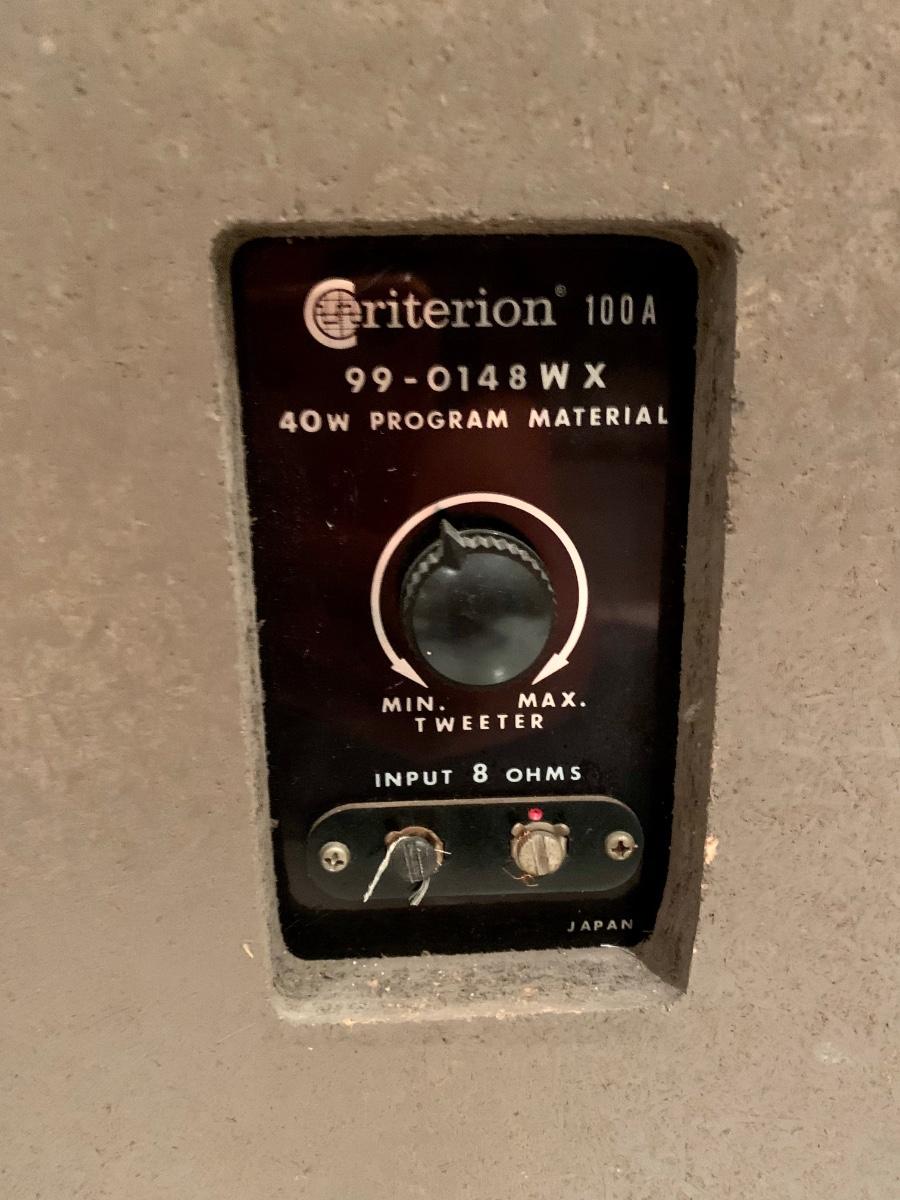 Criterion® 100A
99-0148WX
40W PROGRAM MATERIAL
MIN. MAX.
TWEETER
INPUT 8 OHMS
JAPAN